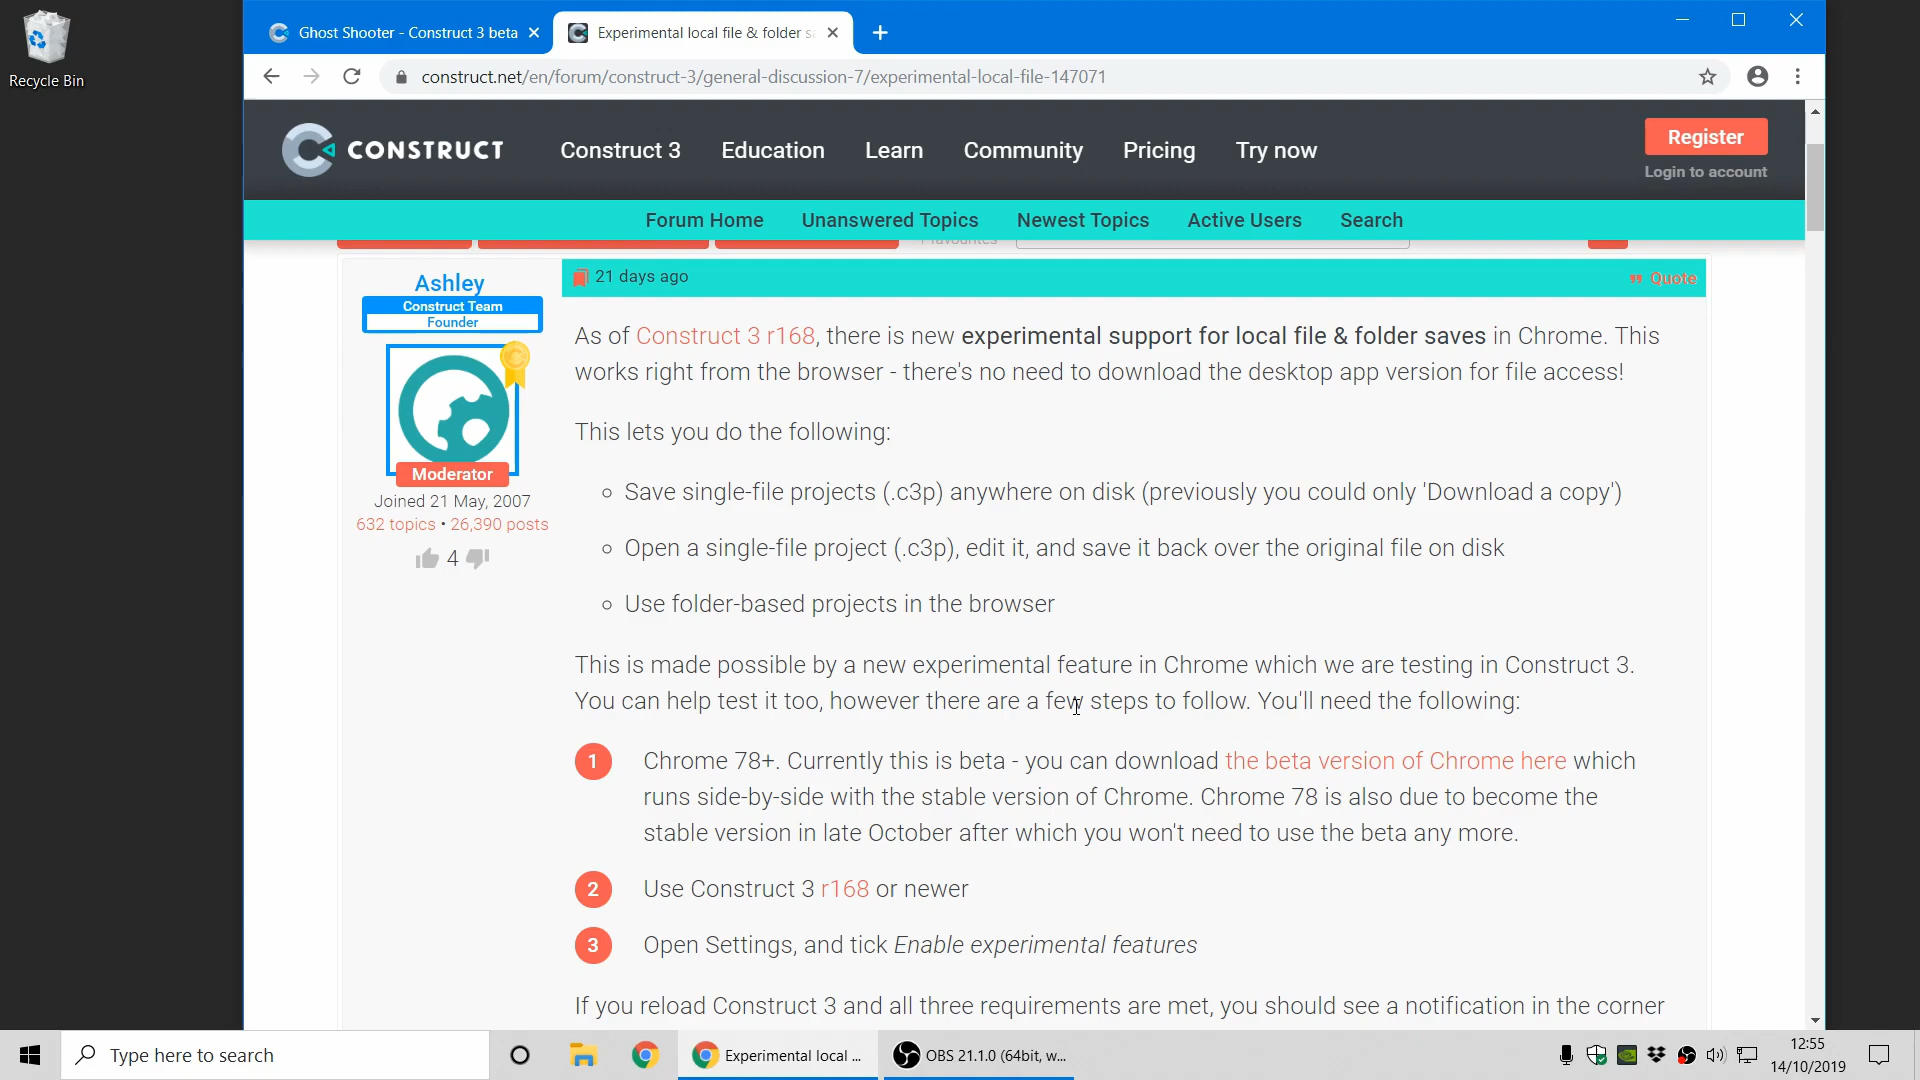 Recycle Bin
Ghost Shooter - Construct 3 beta
Experimental local file & folder sa
construct.net/en/forum/construct-3/general-discussion-7/experimental-local-file-147071
CONSTRUCT
Construct 3
Education
Learn
Community
Pricing
Try now
Register
Login to account
Forum Home
Unanswered Topics
Newest Topics
Active Users
Search
Ashley
Construct Team
Founder
Moderator
Joined 21 May, 2007
632 topics • 26,390 posts
4
21 days ago
Quote
As of Construct 3 r168, there is new experimental support for local file & folder saves in Chrome. This
works right from the browser - there's no need to download the desktop app version for file access!
This lets you do the following:
Save single-file projects (.c3p) anywhere on disk (previously you could only 'Download a copy')
Open a single-file project (.c3p), edit it, and save it back over the original file on disk
Use folder-based projects in the browser
This is made possible by a new experimental feature in Chrome which we are testing in Construct 3.
You can help test it too, however there are a few steps to follow. You'll need the following:
1 Chrome 78+. Currently this is beta - you can download the beta version of Chrome here which
runs side-by-side with the stable version of Chrome. Chrome 78 is also due to become the
stable version in late October after which you won't need to use the beta any more.
2 Use Construct 3 r168 or newer
3 Open Settings, and tick Enable experimental features
If you reload Construct 3 and all three requirements are met, you should see a notification in the corner
Type here to search
Experimental local ...
OBS 21.1.0 (64bit, w...
12:55
14/10/2019